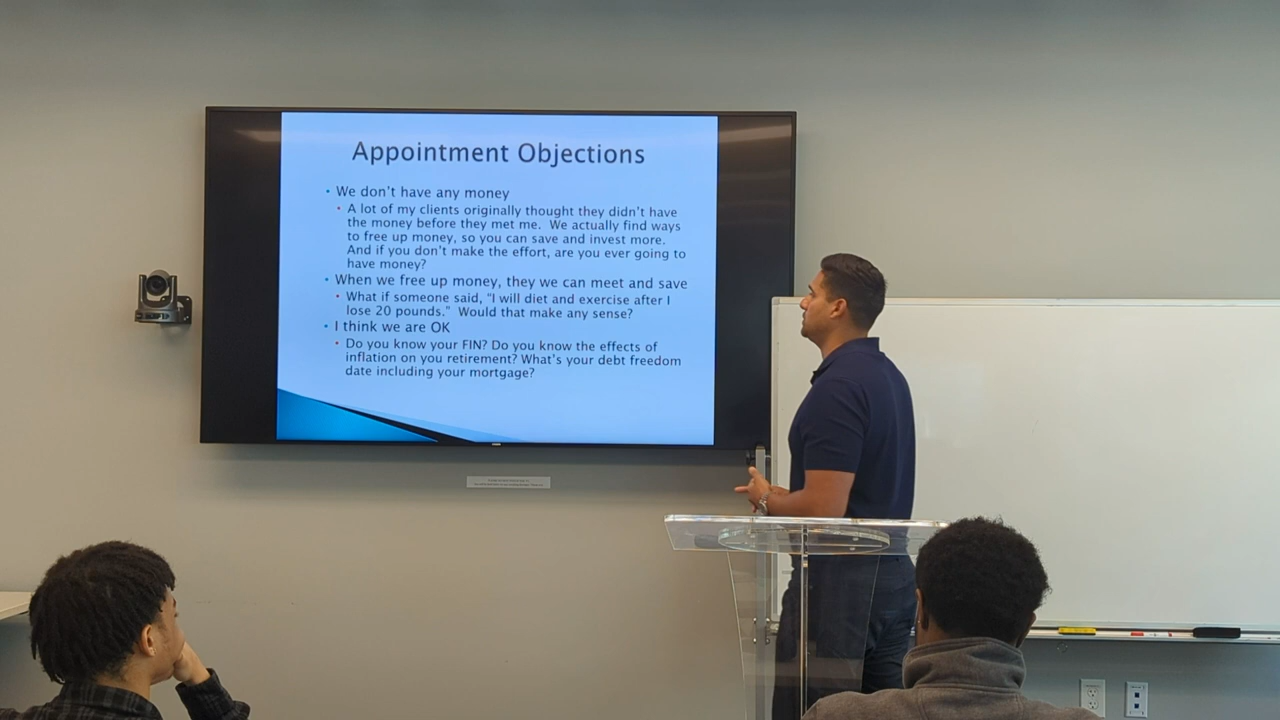 Appointment Objections
We don't have any money
A lot of my clients originally thought they didn't have
the money before they met me.  We actually find ways
to free up money, so you can save and invest more.
And if you don't make the effort, are you ever going to
have money?
When we free up money, they we can meet and save
What if someone said, "I will diet and exercise after I
lose 20 pounds."  Would that make any sense?
I think we are OK
Do you know your FIN? Do you know the effects of
inflation on you retirement? What's your debt freedom
date including your mortgage?